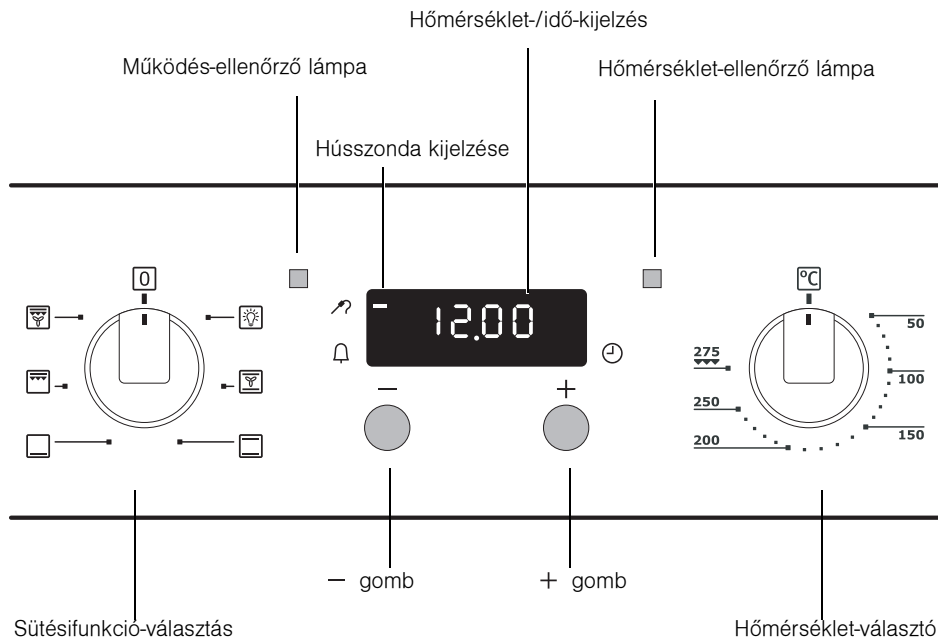 Hőmérséklet-/idő-kijelzés
Működés-ellenőrző lámpa
Hőmérséklet-ellenőrző lámpa
Hússzonda kijelzése
0
°C
12.00
50
275
100
250
150
200
− +
− gomb
+ gomb
Sütésifunkció-választás
Hőmérséklet-választó